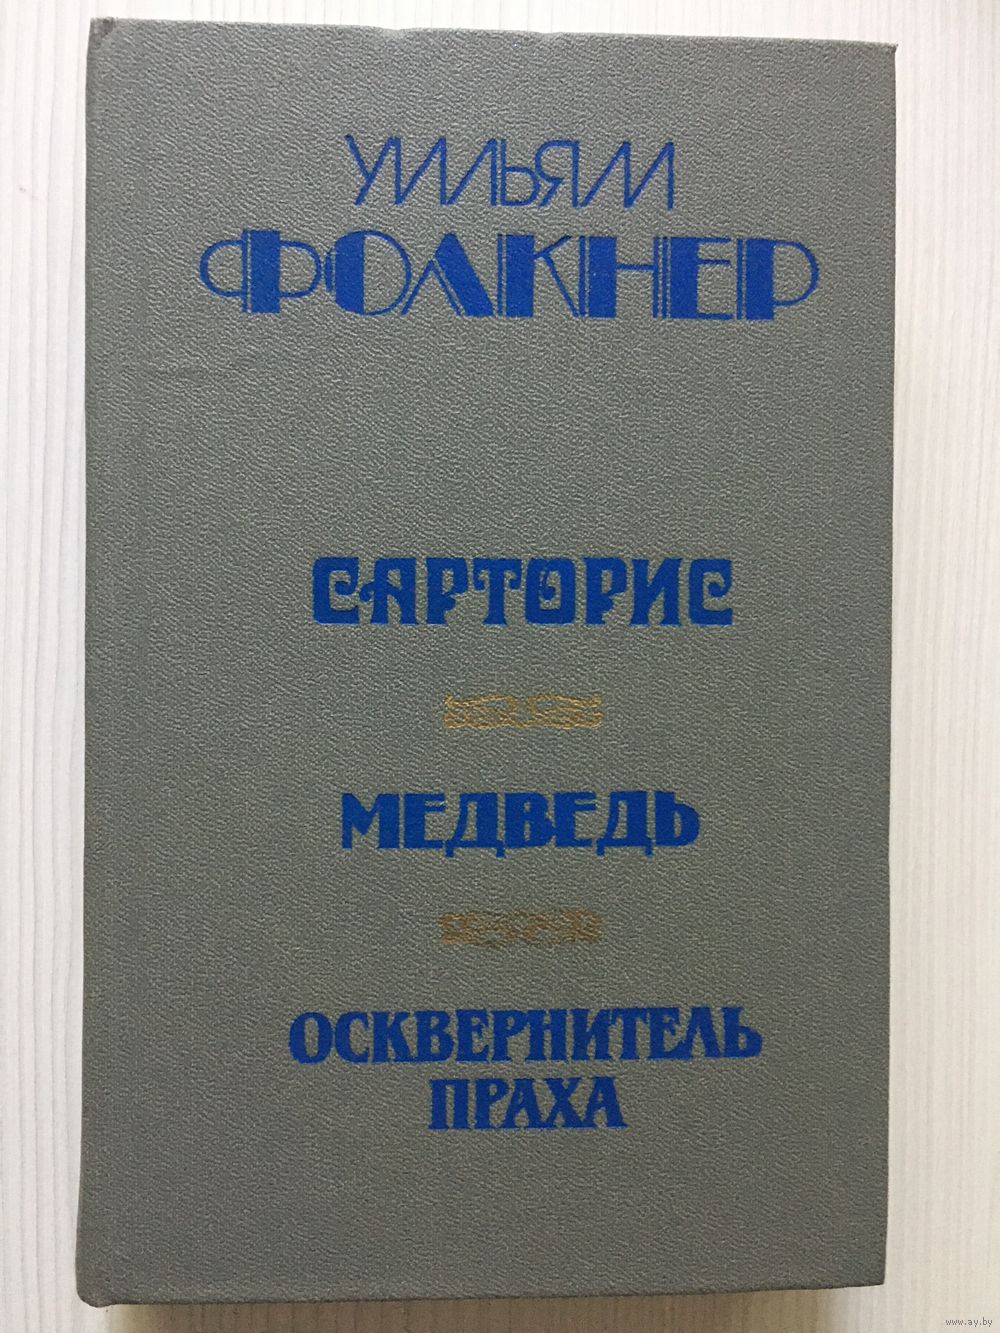 УИЛЬЯМ
ФОЛКНЕР
САРТОРИС
МЕДВЕДЬ
ОСКВЕРНИТЕЛЬ
ПРАХА
www.ay.by